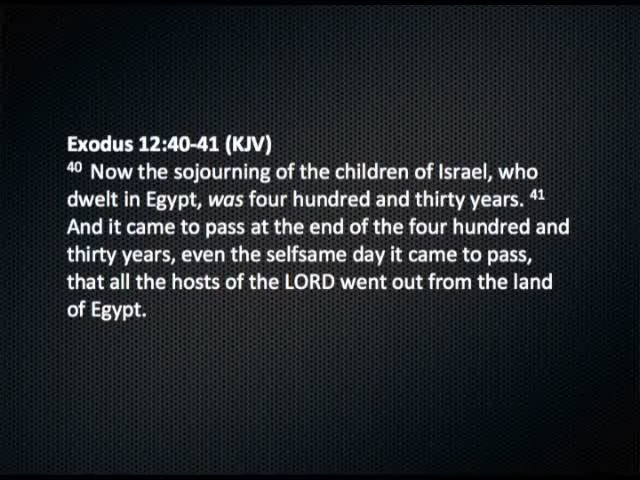 Exodus 12:40-41 (KJV)
40 Now the sojourning of the children of Israel, who
dwelt in Egypt, was four hundred and thirty years. 41
And it came to pass at the end of the four hundred and
thirty years, even the selfsame day it came to pass,
that all the hosts of the LORD went out from the land
of Egypt.